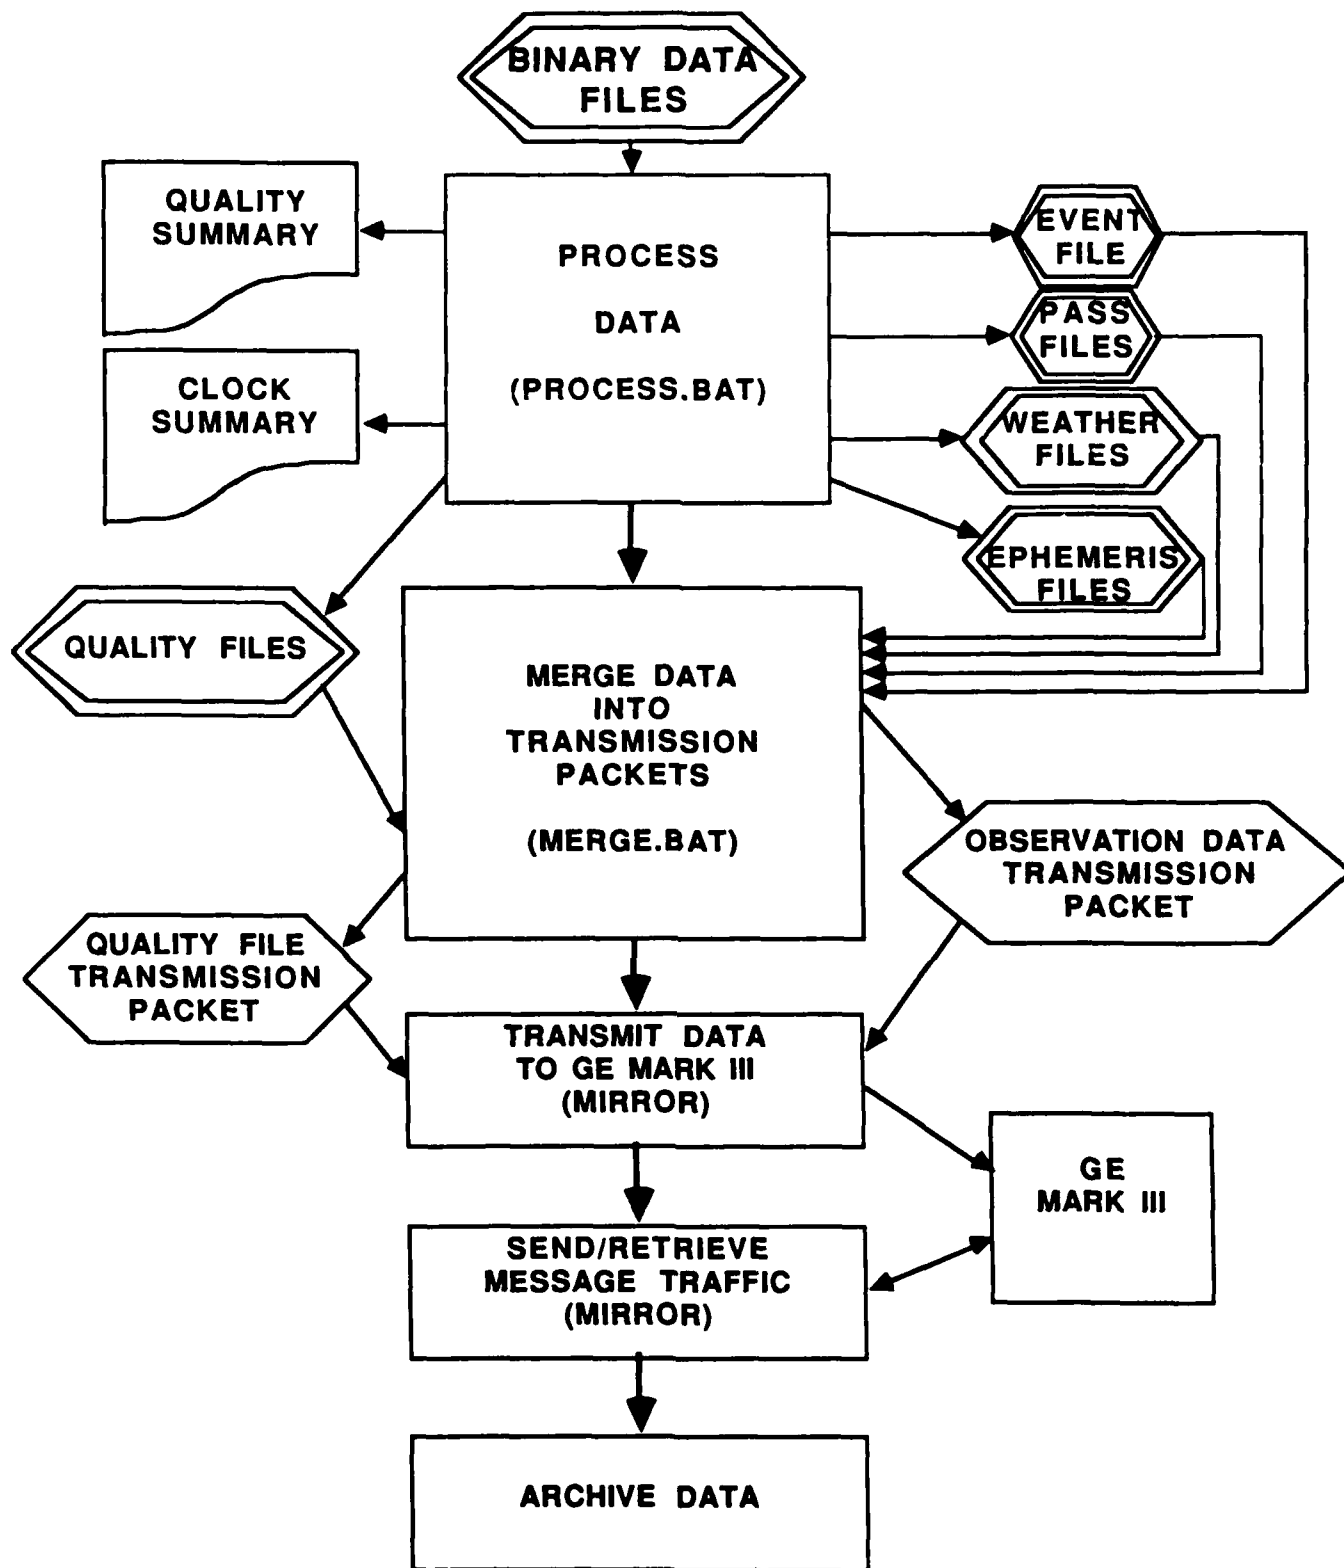 BINARY DATA
FILES
QUALITY
SUMMARY
PROCESS
DATA
(PROCESS.BAT)
EVENT
FILE
PASS
FILES
CLOCK
SUMMARY
WEATHER
FILES
EPHEMERIS
FILES
QUALITY FILES
MERGE DATA
INTO
TRANSMISSION
PACKETS
(MERGE.BAT)
OBSERVATION DATA
TRANSMISSION
PACKET
QUALITY FILE
TRANSMISSION
PACKET
TRANSMIT DATA
TO GE MARK III
(MIRROR)
GE
MARK III
SEND/RETRIEVE
MESSAGE TRAFFIC
(MIRROR)
ARCHIVE DATA